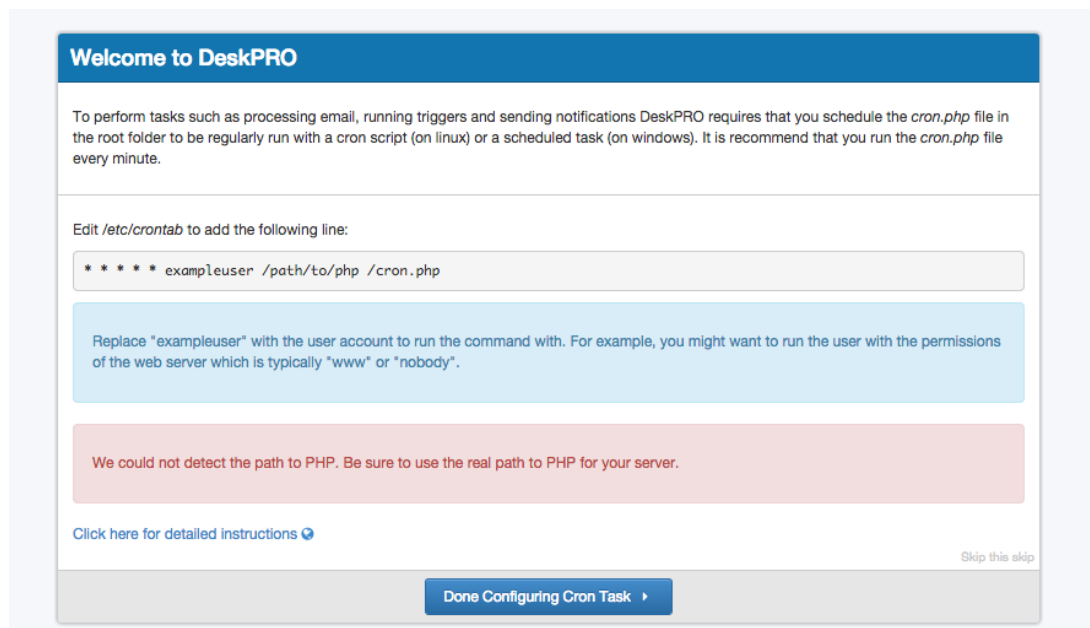 Welcome to DeskPRO
To perform tasks such as processing email, running triggers and sending notifications DeskPRO requires that you schedule the cron.php file in
the root folder to be regularly run with a cron script (on linux) or a scheduled task (on windows). It is recommend that you run the cron.php file
every minute.
Edit /etc/crontab to add the following line:
* * * * * exampleuser /path/to/php /cron.php
Replace "exampleuser" with the user account to run the command with. For example, you might want to run the user with the permissions
of the web server which is typically "www" or "nobody".
We could not detect the path to PHP. Be sure to use the real path to PHP for your server.
Click here for detailed instructions
Skip this skip
Done Configuring Cron Task